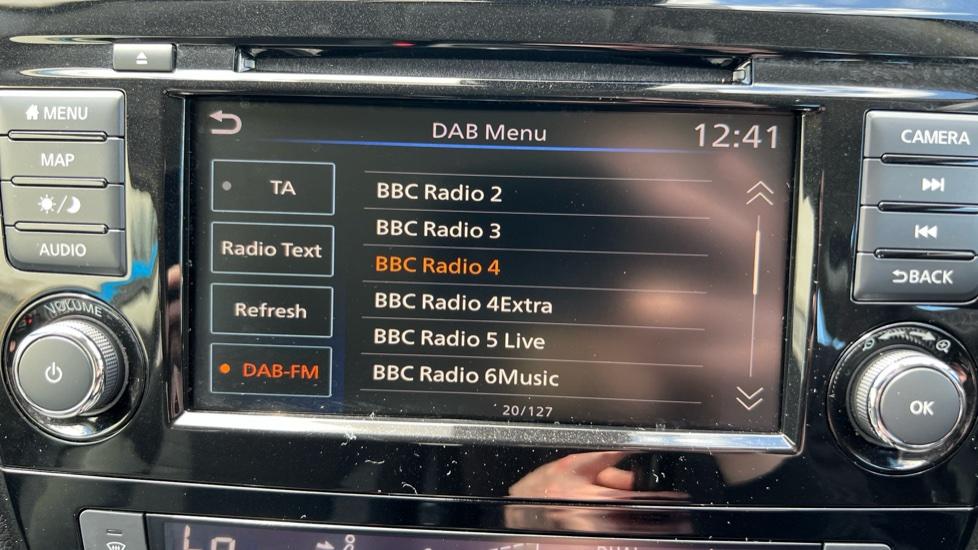 MENU
MAP
AUDIO
VOLUME
DAB Menu
12:41
TA
Radio Text
Refresh
DAB-FM
BBC Radio 2
BBC Radio 3
BBC Radio 4
BBC Radio 4Extra
BBC Radio 5 Live
BBC Radio 6Music
20/127
CAMERA
BACK
OK
Lo
DUAL